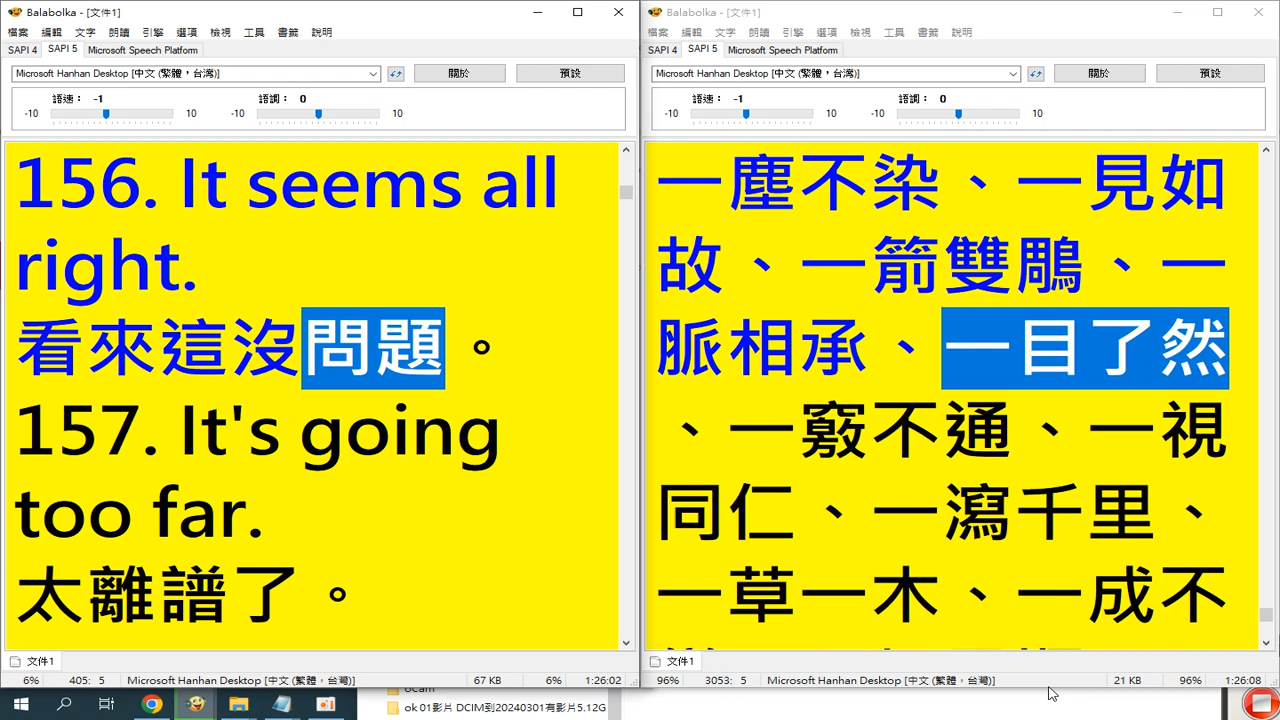 Balabolka - [文件1]
檔案 編輯 文字 朗讀 引擎 選項 檢視 工具 書籤 說明
SAPI 4 SAPI 5 Microsoft Speech Platform
Microsoft Hanhan Desktop [中文 (繁體，台灣)]
關於 預設
語速： -1 語調： 0
-10 10 -10 10
156. It seems all
right.
看來這沒問題。
157. It's going
too far.
太離譜了。
文件1
6% 405: 5 Microsoft Hanhan Desktop [中文 (繁體，台灣)] 67 KB 6% 1:26:02
Balabolka - [文件1]
檔案 編輯 文字 朗讀 引擎 選項 檢視 工具 書籤 說明
SAPI 4 SAPI 5 Microsoft Speech Platform
Microsoft Hanhan Desktop [中文 (繁體，台灣)]
關於 預設
語速： -1 語調： 0
-10 10 -10 10
一塵不染、一見如
故、一箭雙鵰、一
脈相承、一目了然
、一竅不通、一視
同仁、一瀉千里、
一草一木、一成不
文件1
96% 3053: 5 Microsoft Hanhan Desktop [中文 (繁體，台灣)] 21 KB 96% 1:26:08
oCam
ok 01影片 DCIM到20240301有影片5.12G